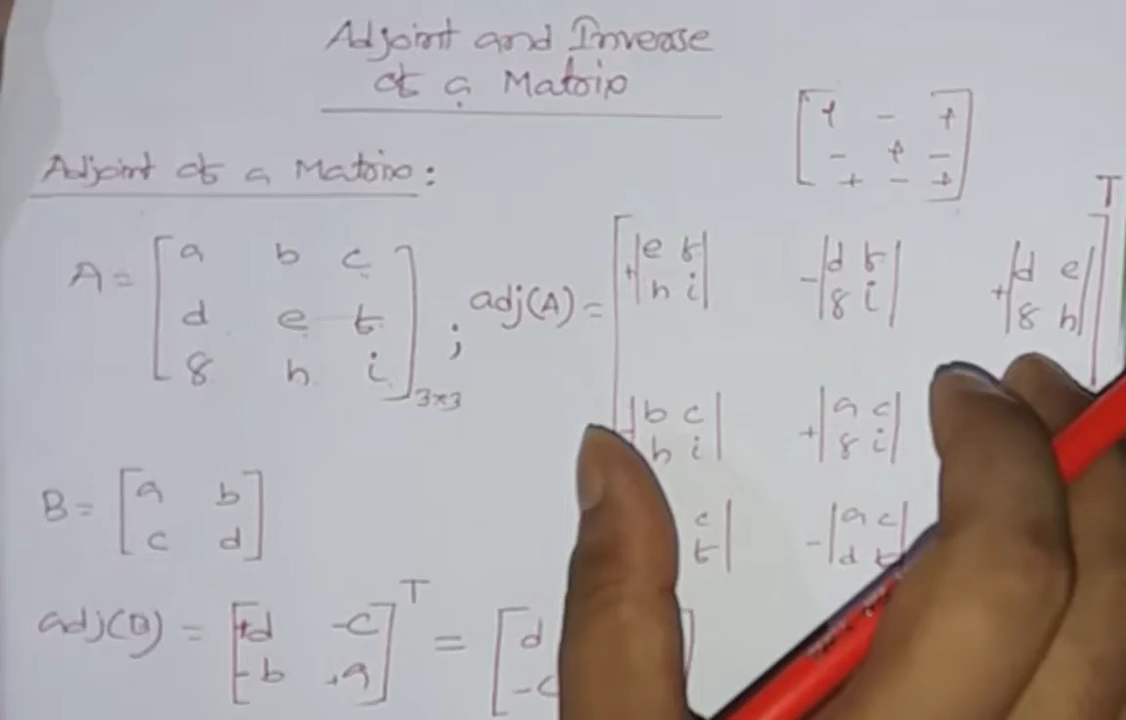 Adjoint and Inverse
of a Matrix
+ - +
- + -
+ - +
Adjoint of a Matrix:
A = [a b c
d e f
g h i]3×3 ; adj(A) = [+|e f
h i| -|d f
g i| +|d e
g h|]T
|b c
h i| +|a c
g i|
c
f| -|a c
d f|
B = [a b
c d]
adj(B) = [+d -c
-b +a]T = [d
-c